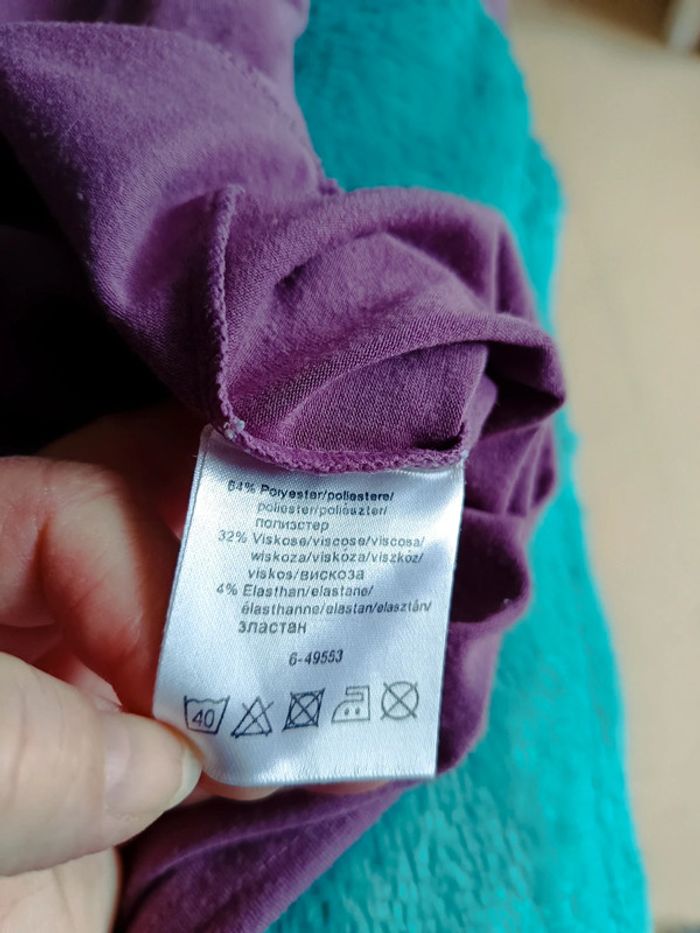 64% Polyester/poliestere/
poliester/poliészter/
полиэстер
32% Viskose/viscose/viscosa/
wiskoza/viskóza/viszkóz/
viskos/вискоза
4% Elasthan/elastane/
élasthanne/elastan/elasztán/
эластан
6-49553
40